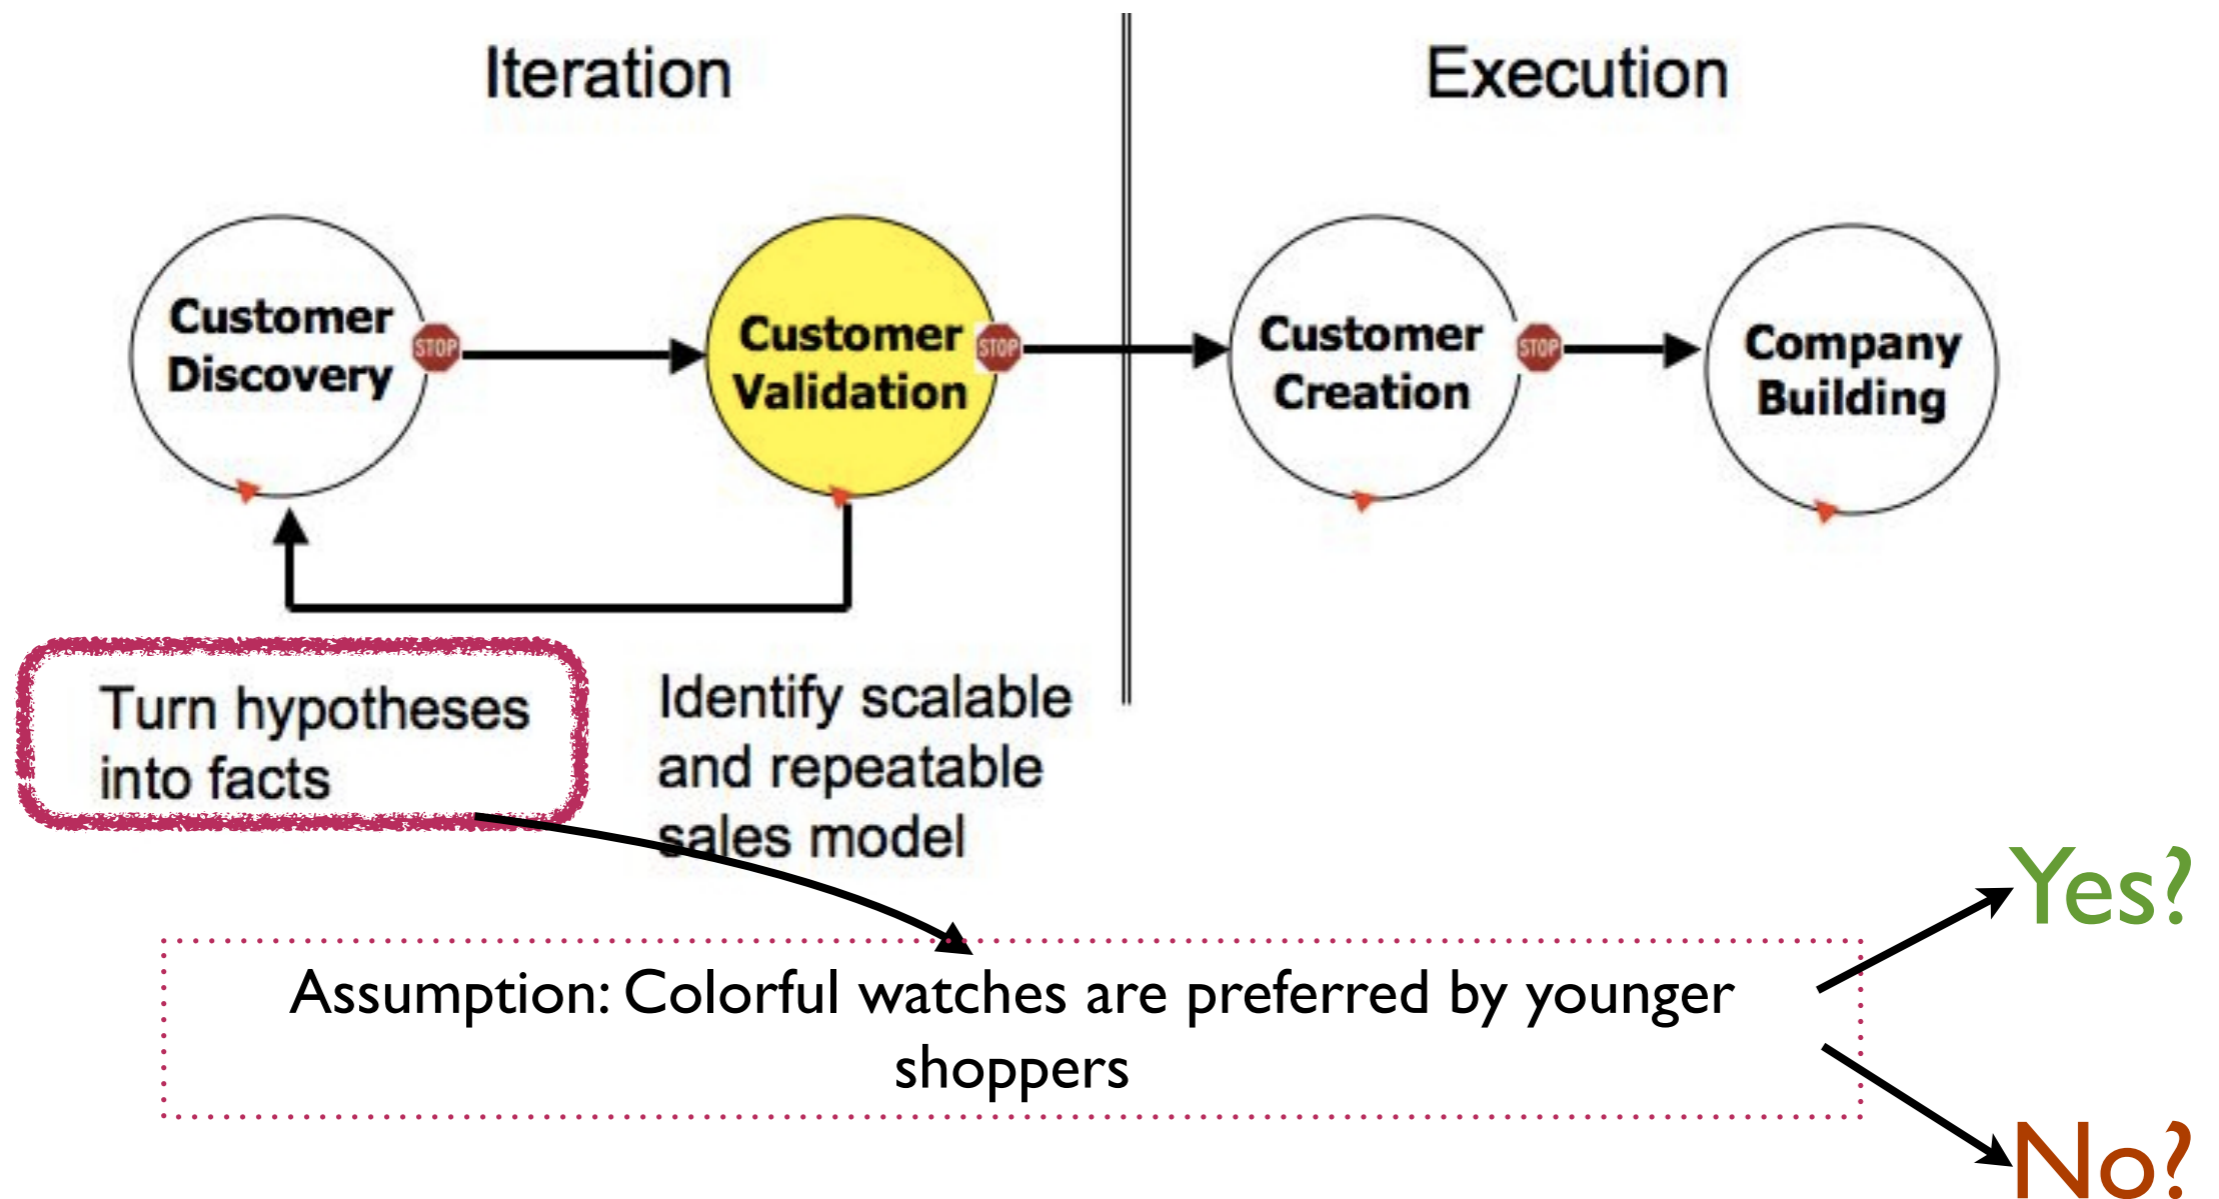 Iteration
Execution
Customer
Discovery
STOP
Customer
Validation
STOP
Customer
Creation
STOP
Company
Building
Turn hypotheses
into facts
Identify scalable
and repeatable
sales model
Assumption: Colorful watches are preferred by younger
shoppers
Yes?
No?